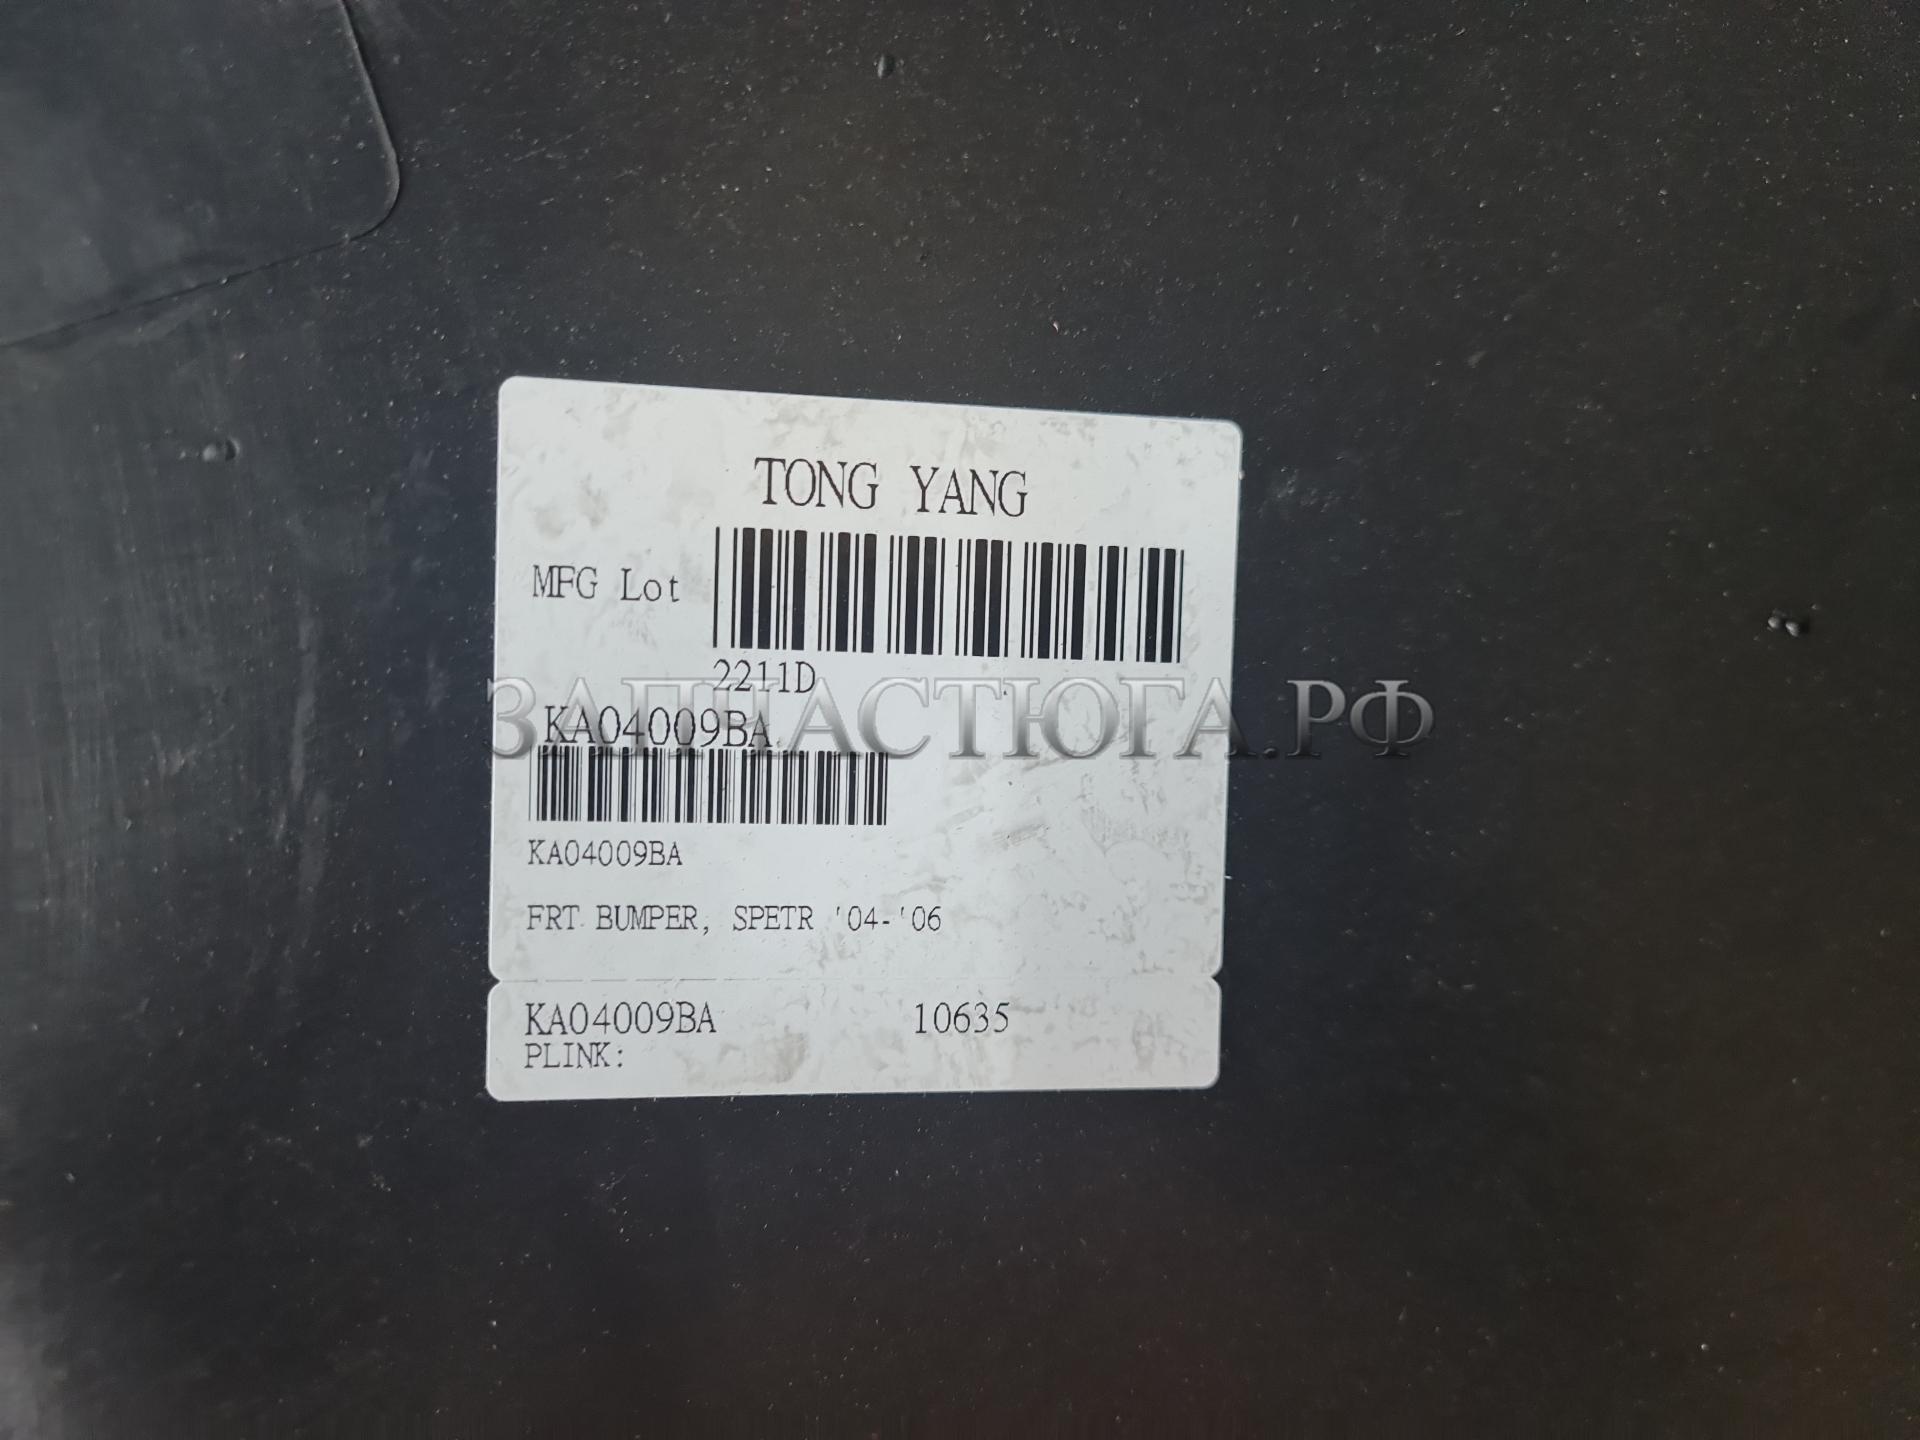 TONG YANG
MFG Lot
2211D
ЗАПЧАСТЮГА.РФ
KA04009BA
KA04009BA
FRT BUMPER, SPETR '04-'06
KA04009BA 10635
PLINK: